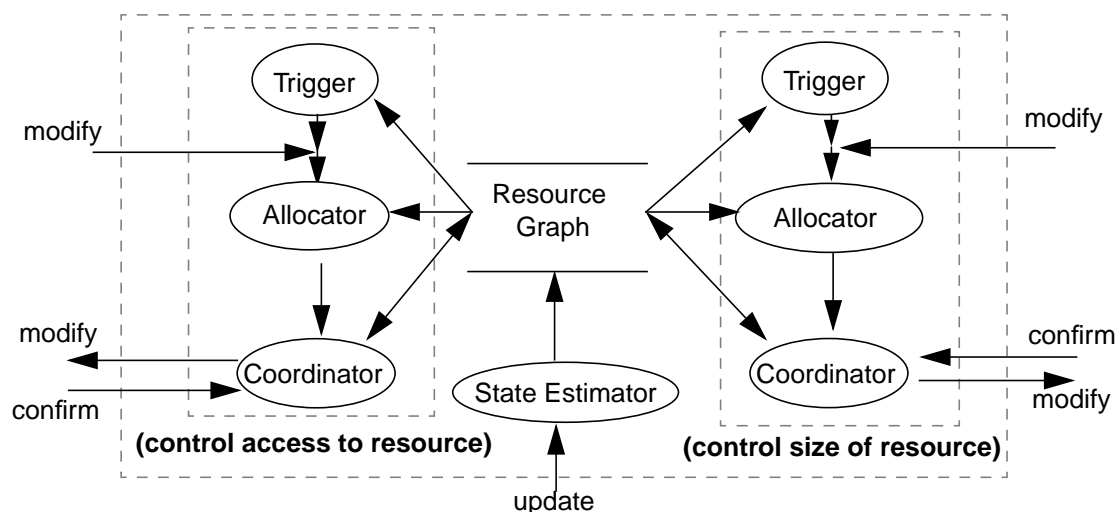 Trigger
Trigger
modify
modify
Resource
Graph
Allocator
Allocator
modify
confirm
Coordinator
State Estimator
Coordinator
confirm
modify
(control access to resource)
(control size of resource)
update